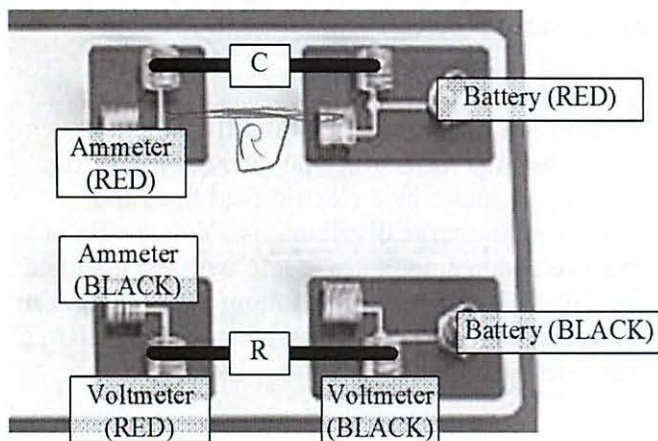 C
Battery (RED)
R
Ammeter
(RED)
Ammeter
(BLACK)
R
Battery (BLACK)
Voltmeter
(RED)
Voltmeter
(BLACK)